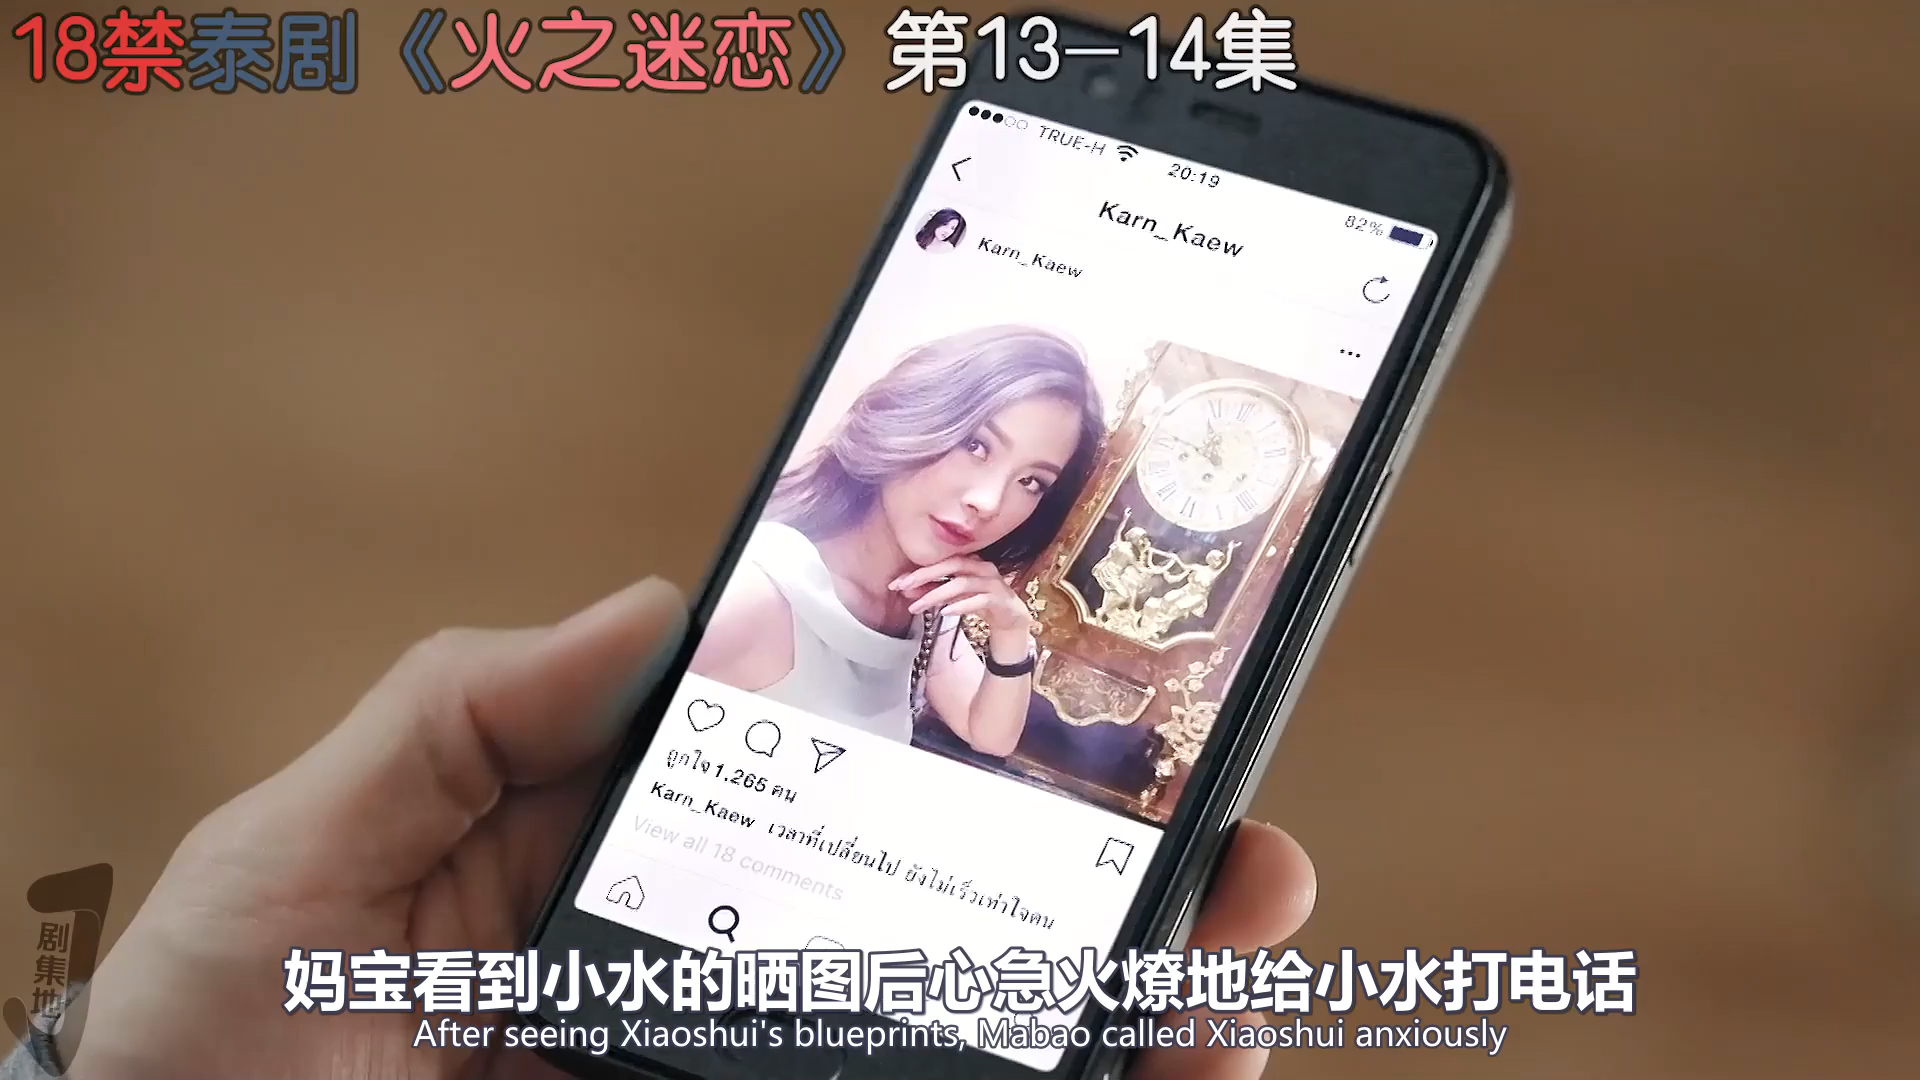 18禁泰剧《火之迷恋》第13-14集
TRUE-H
20:19
82%
Karn_Kaew
Karn_Kaew
ถูกใจ 1.265 คน
Karn_Kaew เวลาที่เปลี่ยนไป ยังไม่เร็วเท่าใจคน
View all 18 comments
剧集地
妈宝看到小水的晒图后心急火燎地给小水打电话
After seeing Xiaoshui's blueprints, Mabao called Xiaoshui anxiously